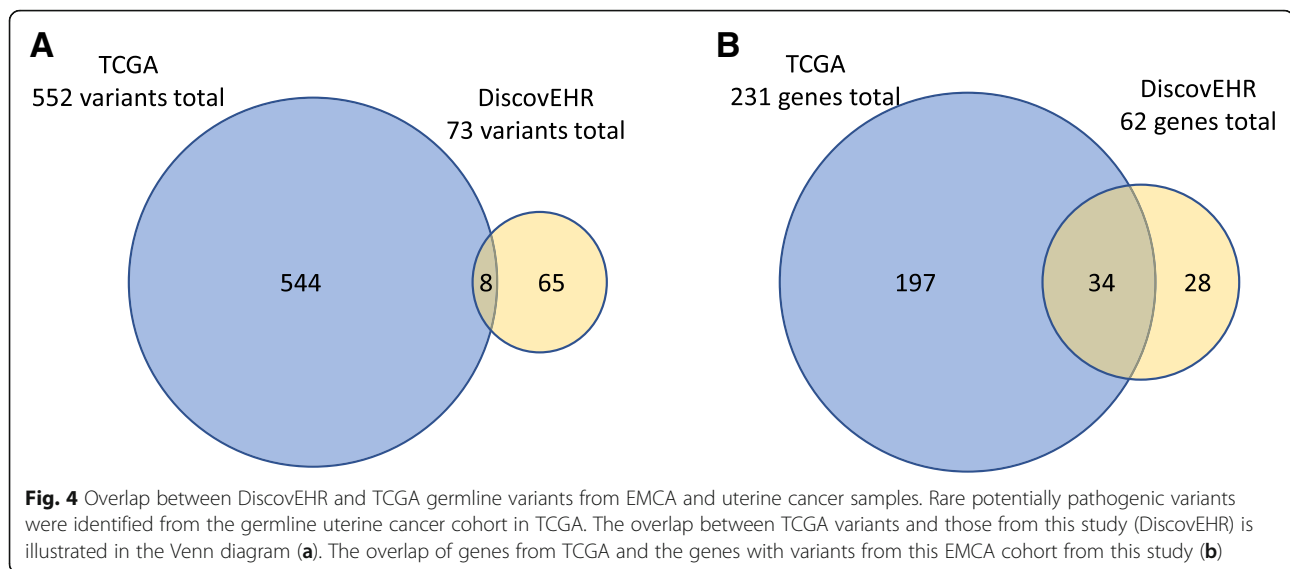 A
TCGA
552 variants total
DiscovEHR
73 variants total
544
8
65
B
TCGA
231 genes total
DiscovEHR
62 genes total
197
34
28
Fig. 4 Overlap between DiscovEHR and TCGA germline variants from EMCA and uterine cancer samples. Rare potentially pathogenic variants
were identified from the germline uterine cancer cohort in TCGA. The overlap between TCGA variants and those from this study (DiscovEHR) is
illustrated in the Venn diagram (a). The overlap of genes from TCGA and the genes with variants from this EMCA cohort from this study (b)